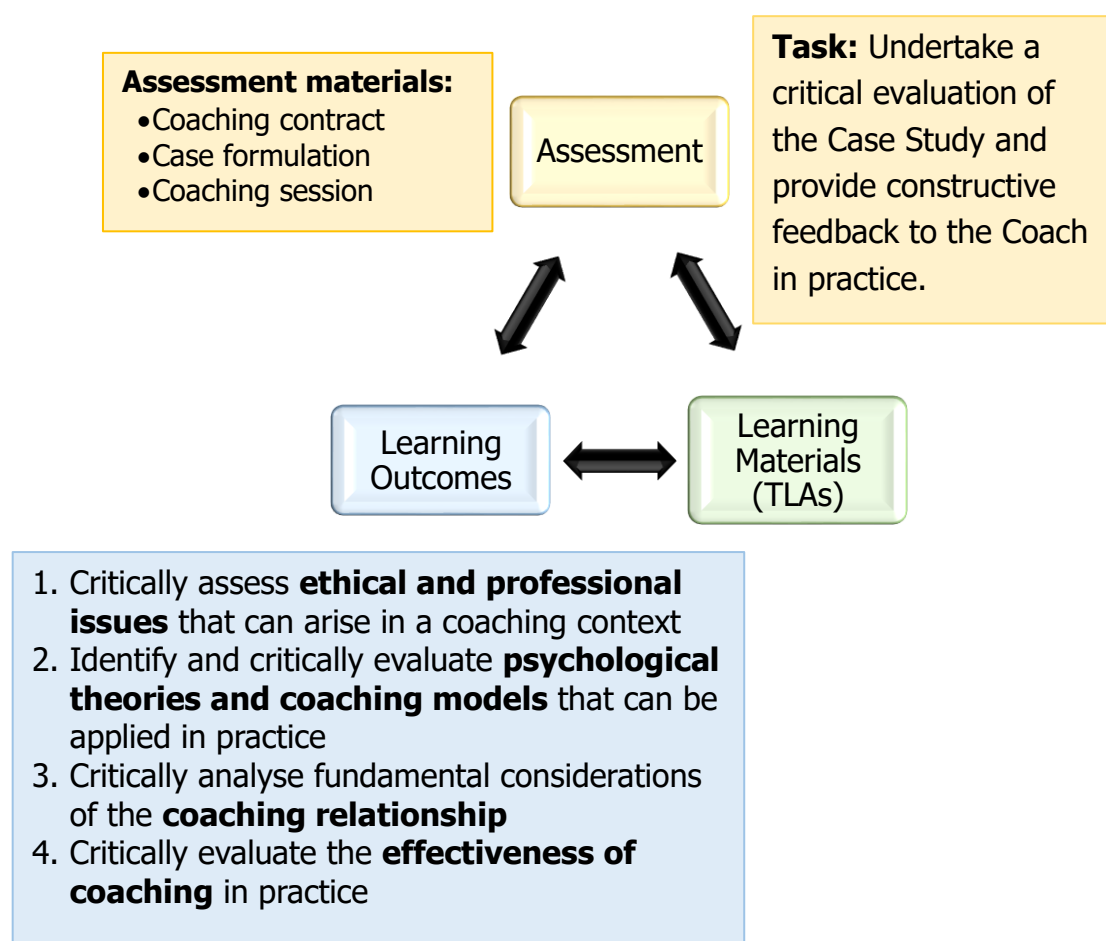 Assessment materials:
•Coaching contract
•Case formulation
•Coaching session
Assessment
Task: Undertake a
critical evaluation of
the Case Study and
provide constructive
feedback to the Coach
in practice.
Learning
Outcomes
Learning
Materials
(TLAs)
1. Critically assess ethical and professional
issues that can arise in a coaching context
2. Identify and critically evaluate psychological
theories and coaching models that can be
applied in practice
3. Critically analyse fundamental considerations
of the coaching relationship
4. Critically evaluate the effectiveness of
coaching in practice